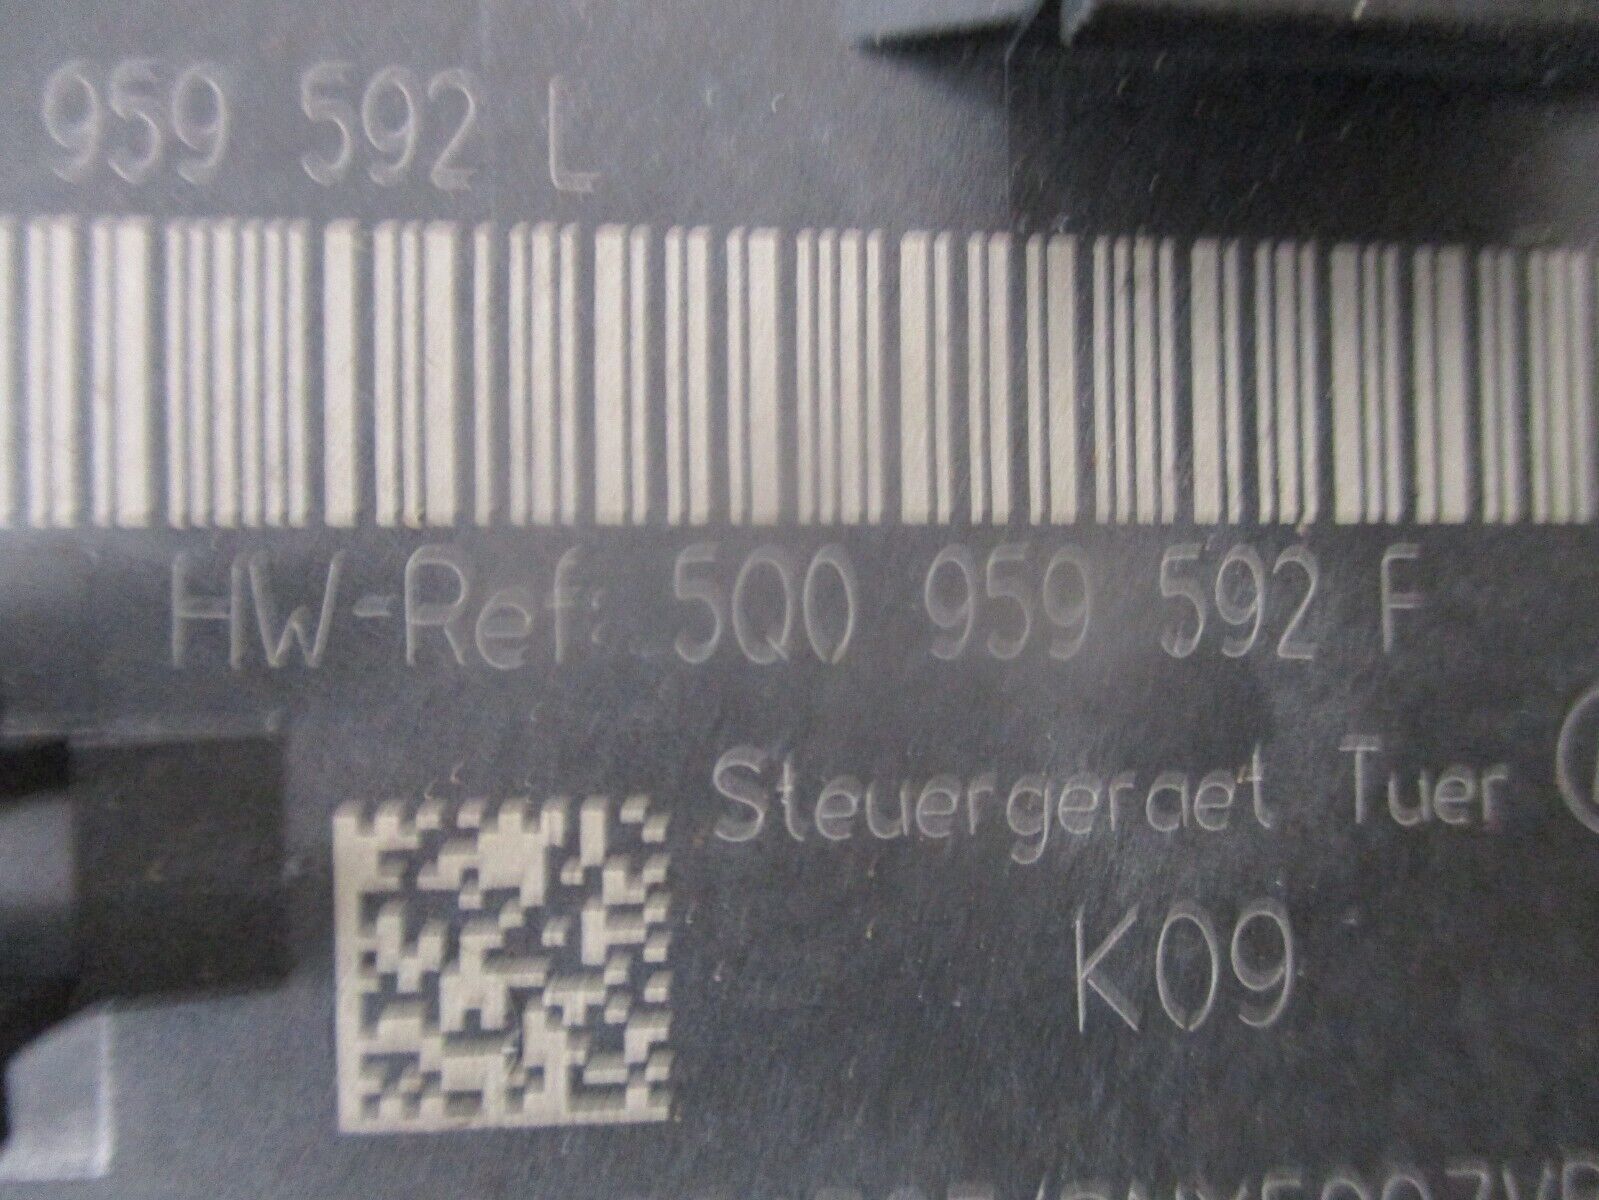 959 592 L
HW-Ref: 5Q0 959 592 F
Steuergeraet Tuer
K09